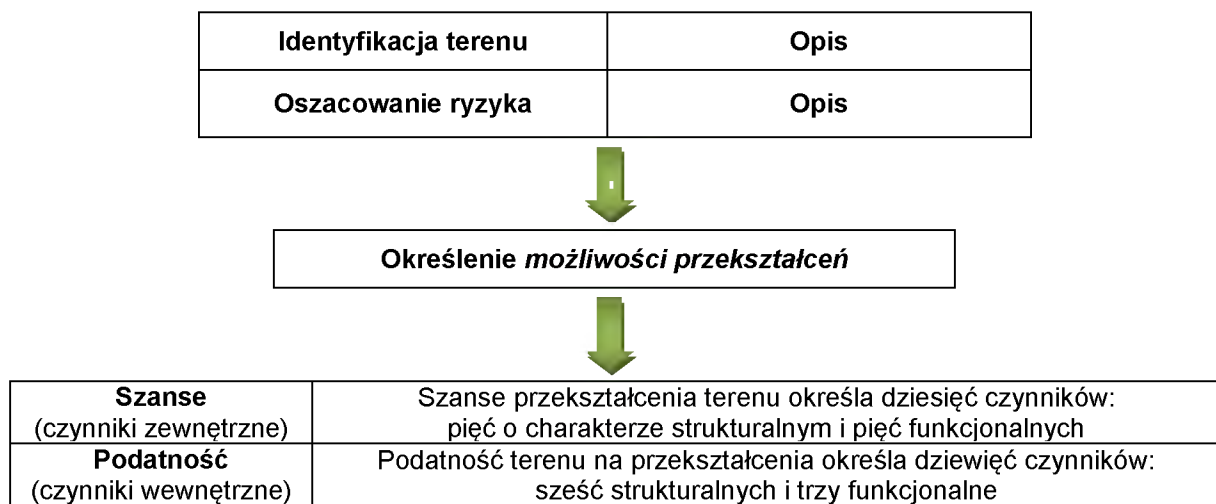 Identyfikacja terenu Opis
Oszacowanie ryzyka Opis
Określenie możliwości przekształceń
Szanse
(czynniki zewnętrzne)
Szanse przekształcenia terenu określa dziesięć czynników:
pięć o charakterze strukturalnym i pięć funkcjonalnych
Podatność
(czynniki wewnętrzne)
Podatność terenu na przekształcenia określa dziewięć czynników:
sześć strukturalnych i trzy funkcjonalne